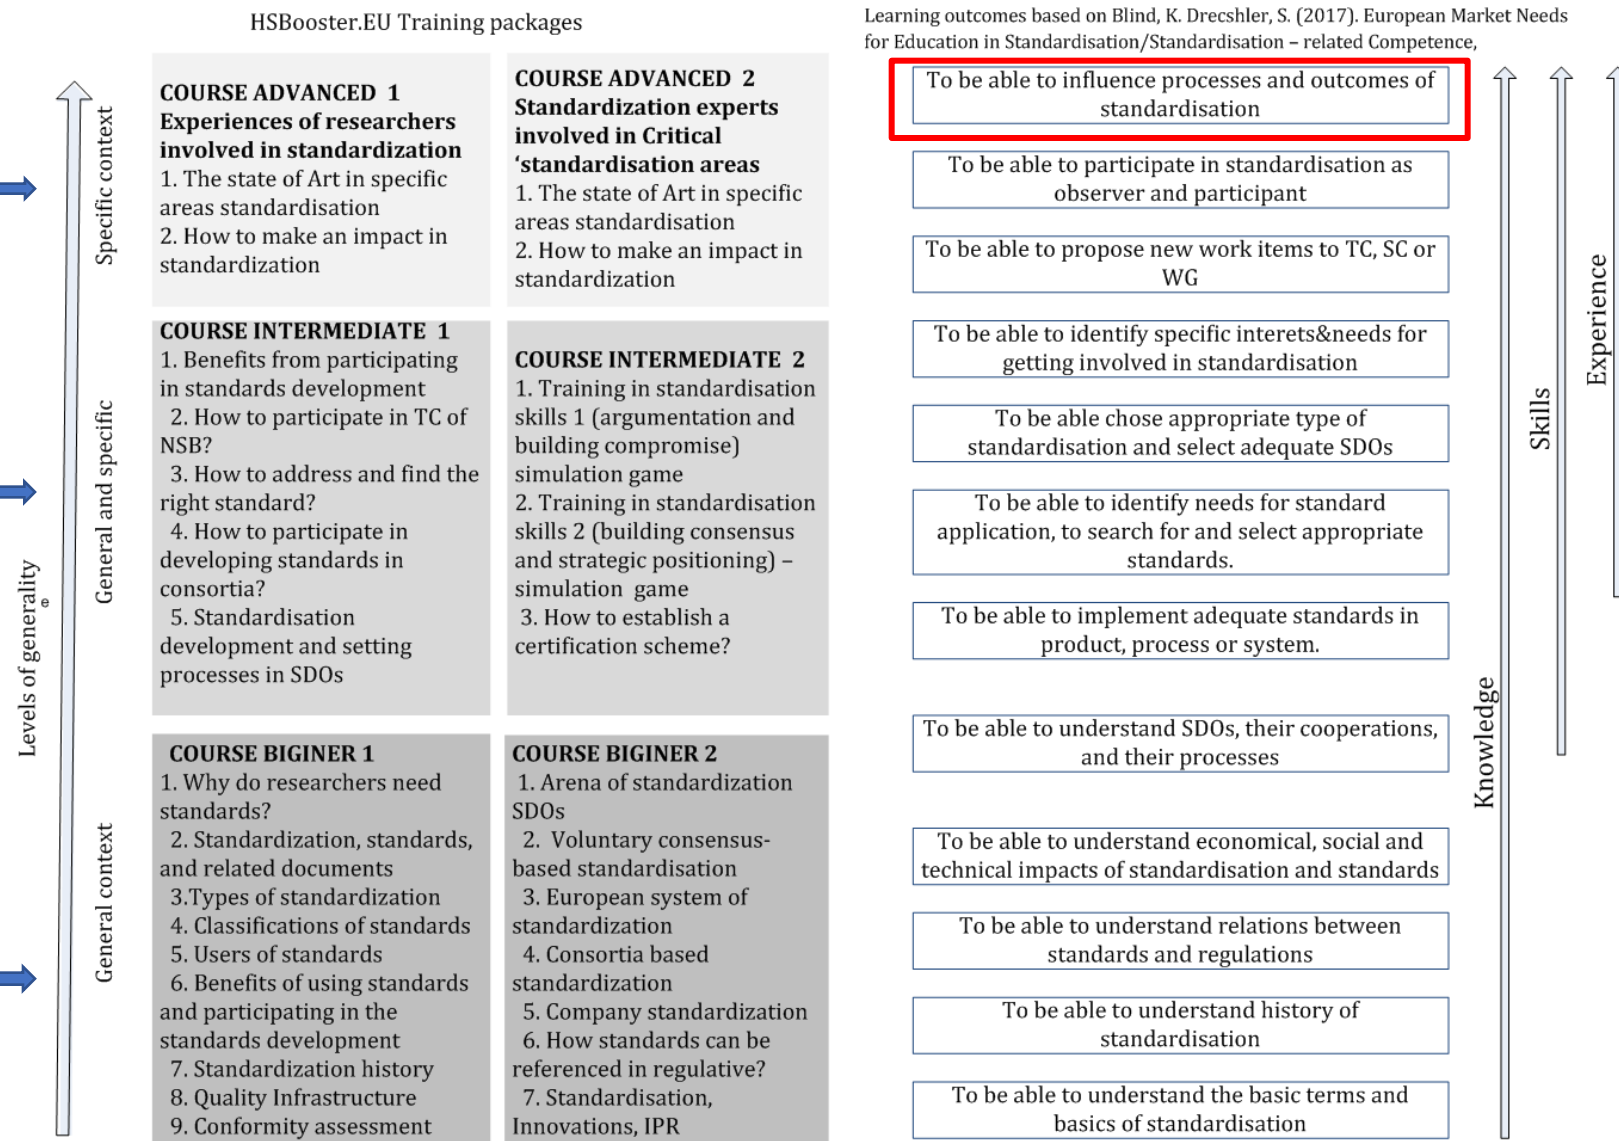 HSBooster.EU Training packages
Learning outcomes based on Blind, K. Drecshler, S. (2017). European Market Needs
for Education in Standardisation/Standardisation – related Competence,
Levels of generality
e
Specific context
General and specific
General context
COURSE ADVANCED 1
Experiences of researchers
involved in standardization
1. The state of Art in specific
areas standardisation
2. How to make an impact in
standardization
COURSE ADVANCED 2
Standardization experts
involved in Critical
‘standardisation areas
1. The state of Art in specific
areas standardisation
2. How to make an impact in
standardization
COURSE INTERMEDIATE 1
1. Benefits from participating
in standards development
2. How to participate in TC of
NSB?
3. How to address and find the
right standard?
4. How to participate in
developing standards in
consortia?
5. Standardisation
development and setting
processes in SDOs
COURSE INTERMEDIATE 2
1. Training in standardisation
skills 1 (argumentation and
building compromise)
simulation game
2. Training in standardisation
skills 2 (building consensus
and strategic positioning) –
simulation game
3. How to establish a
certification scheme?
COURSE BIGINER 1
1. Why do researchers need
standards?
2. Standardization, standards,
and related documents
3.Types of standardization
4. Classifications of standards
5. Users of standards
6. Benefits of using standards
and participating in the
standards development
7. Standardization history
8. Quality Infrastructure
9. Conformity assessment
COURSE BIGINER 2
1. Arena of standardization
SDOs
2. Voluntary consensus-
based standardisation
3. European system of
standardization
4. Consortia based
standardization
5. Company standardization
6. How standards can be
referenced in regulative?
7. Standardisation,
Innovations, IPR
To be able to influence processes and outcomes of
standardisation
To be able to participate in standardisation as
observer and participant
To be able to propose new work items to TC, SC or
WG
To be able to identify specific interets&needs for
getting involved in standardisation
To be able chose appropriate type of
standardisation and select adequate SDOs
To be able to identify needs for standard
application, to search for and select appropriate
standards.
To be able to implement adequate standards in
product, process or system.
To be able to understand SDOs, their cooperations,
and their processes
To be able to understand economical, social and
technical impacts of standardisation and standards
To be able to understand relations between
standards and regulations
To be able to understand history of
standardisation
To be able to understand the basic terms and
basics of standardisation
Knowledge
Skills
Experience